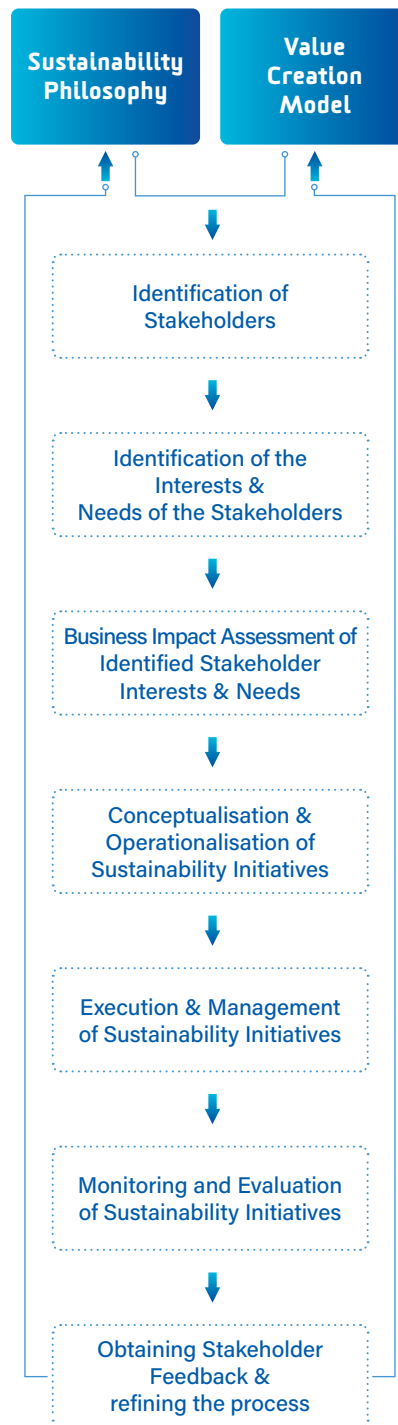 Sustainability
Philosophy
Value
Creation
Model
Identification of
Stakeholders
Identification of the
Interests &
Needs of the Stakeholders
Business Impact Assessment of
Identified Stakeholder
Interests & Needs
Conceptualisation &
Operationalisation of
Sustainability Initiatives
Execution & Management
of Sustainability Initiatives
Monitoring and Evaluation
of Sustainability Initiatives
Obtaining Stakeholder
Feedback &
refining the process